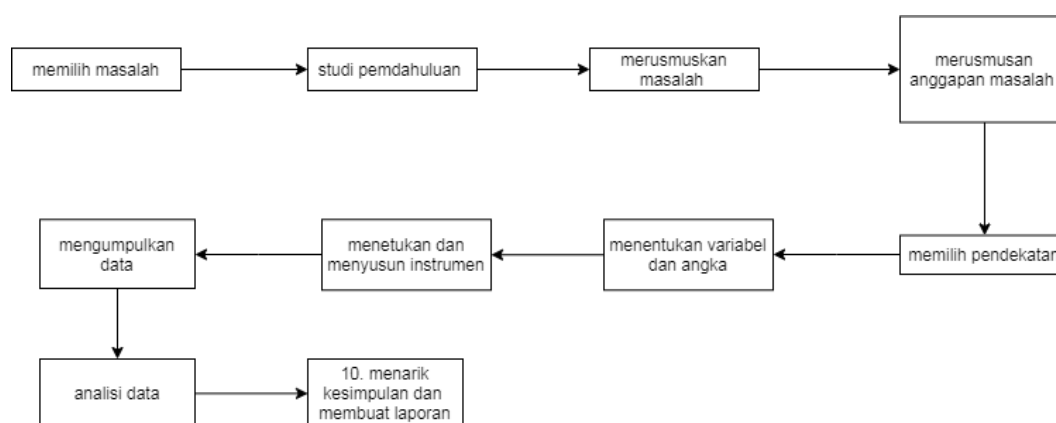 memilih masalah
studi pemdahuluan
merusmuskan
masalah
merusmusan
anggapan masalah
memilih pendekatan
menentukan variabel
dan angka
menetukan dan
menyusun instrumen
mengumpulkan
data
analisi data
10. menarik
kesimpulan dan
membuat laporan